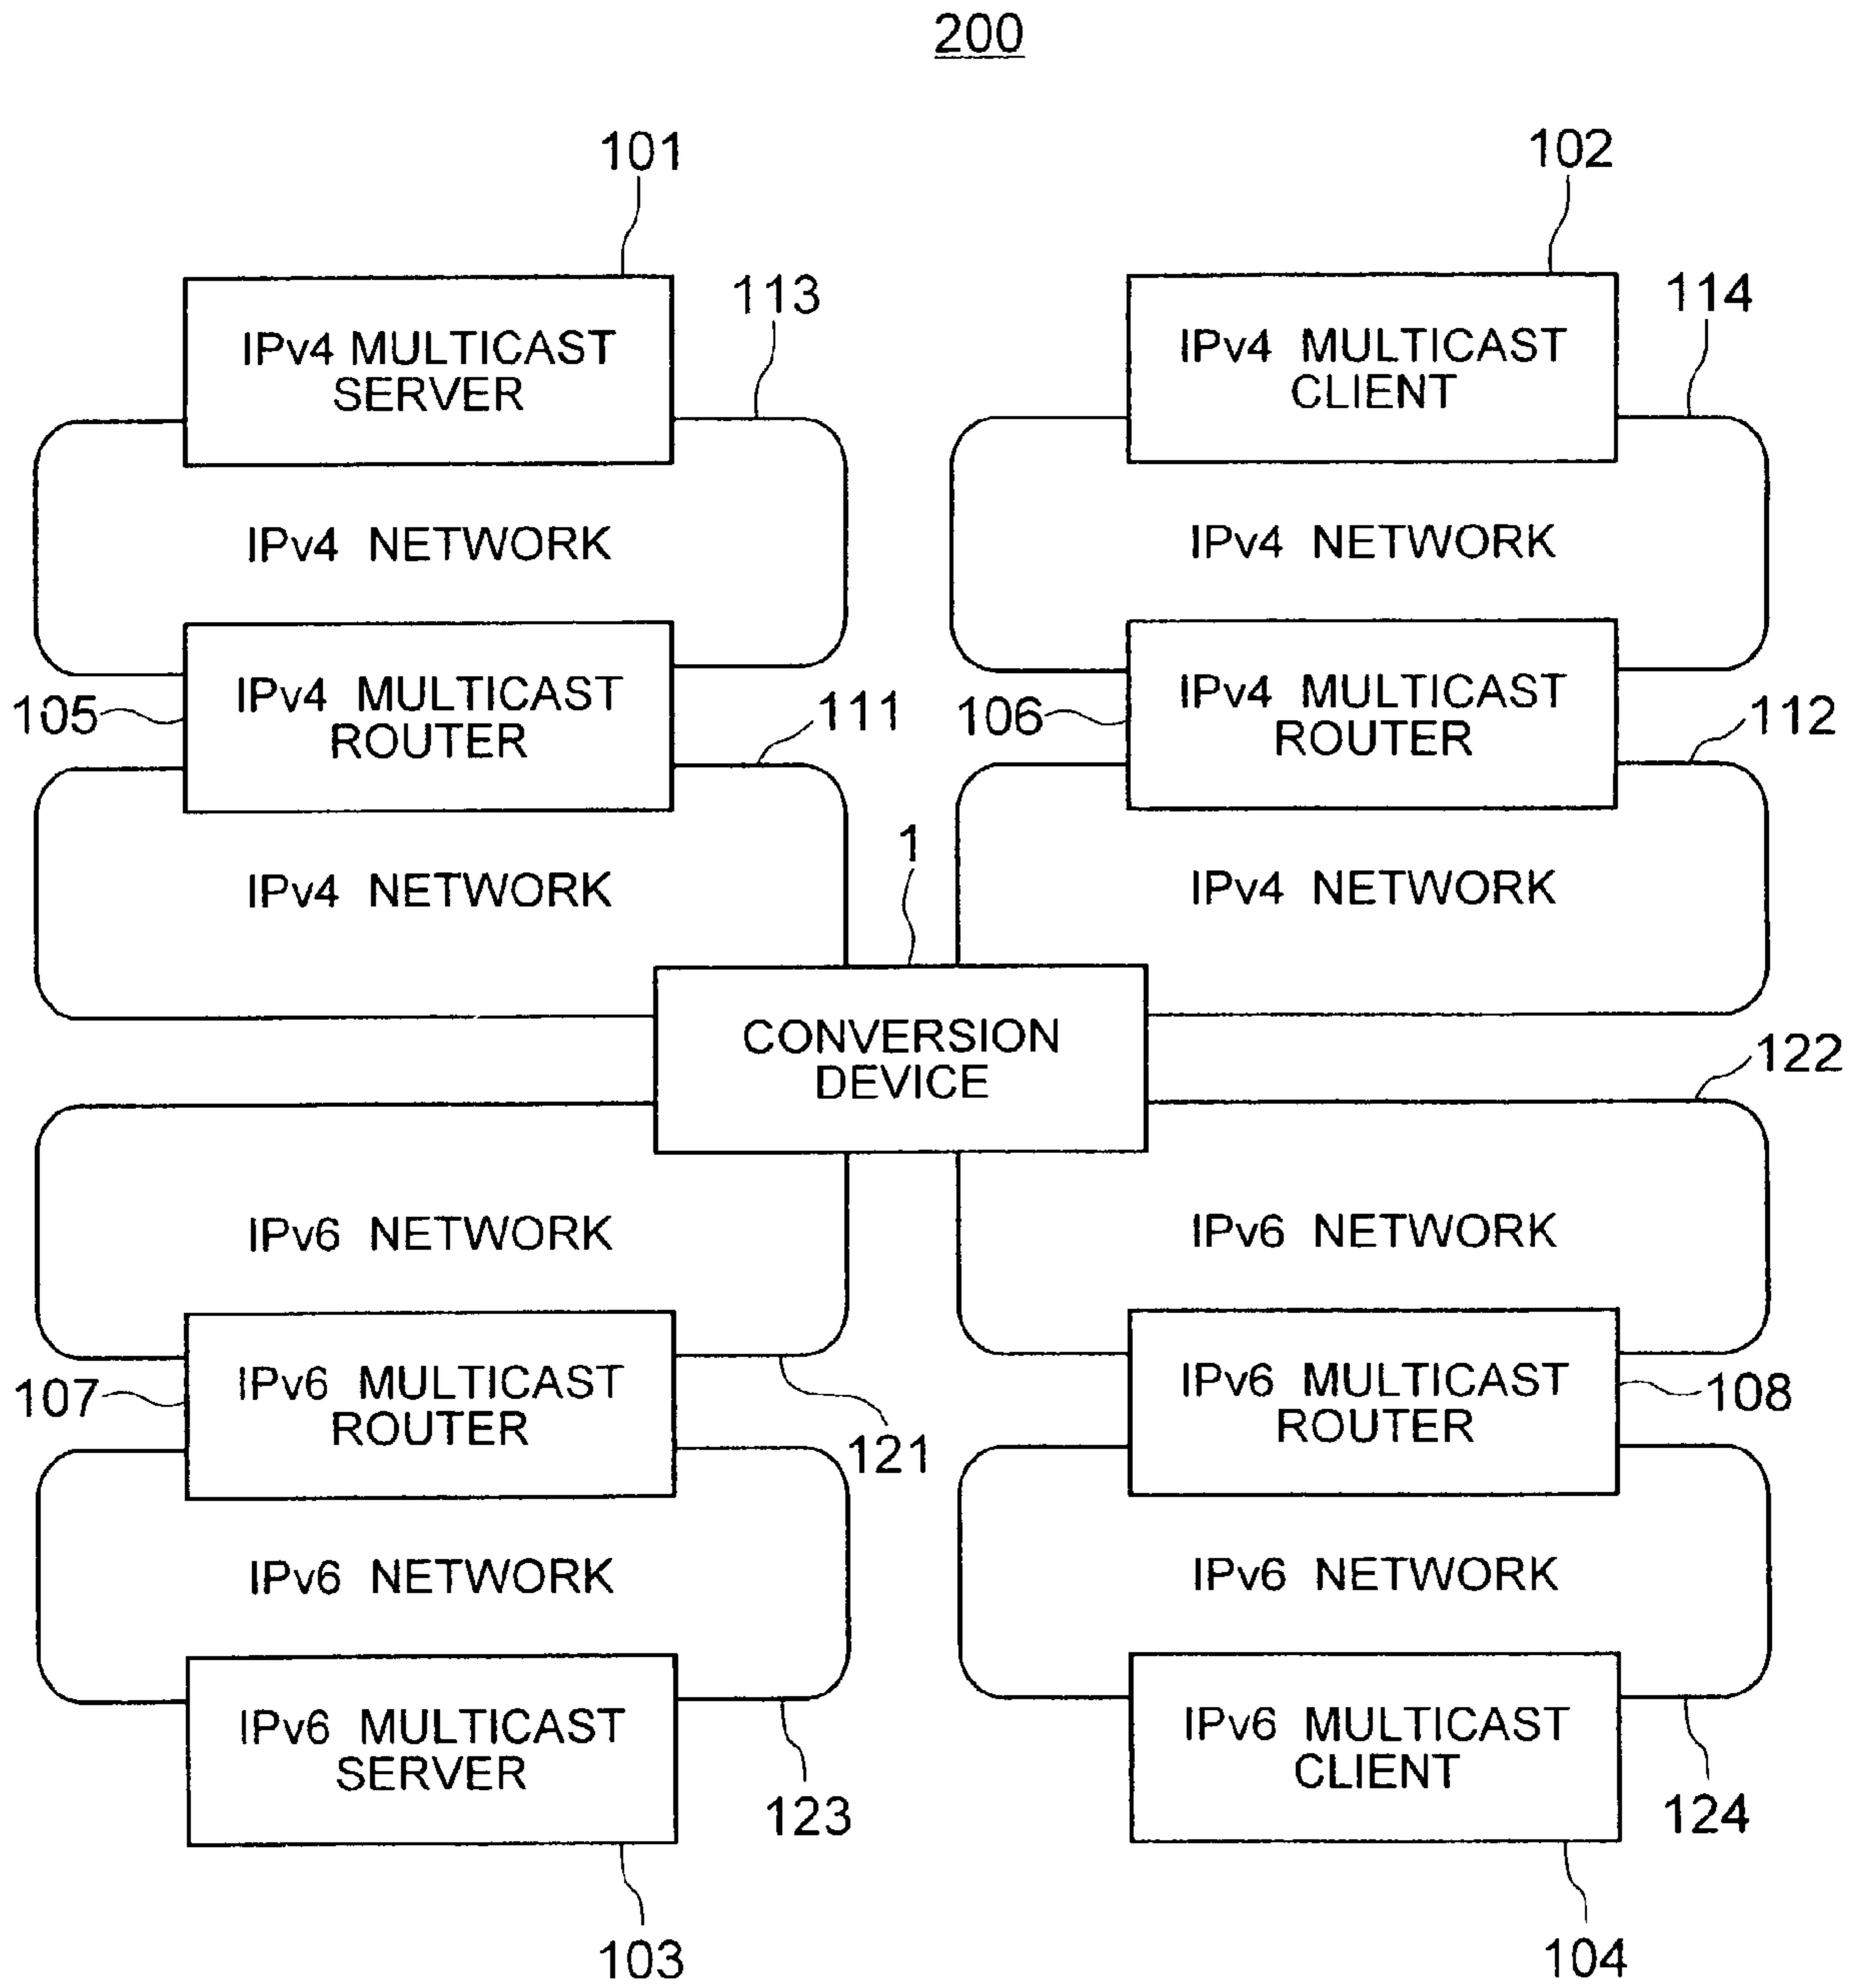 200
101
102
113
114
IPv4 MULTICAST
SERVER
IPv4 MULTICAST
CLIENT
IPv4 NETWORK
IPv4 NETWORK
105
IPv4 MULTICAST
ROUTER
111
106
IPv4 MULTICAST
ROUTER
112
1
IPv4 NETWORK
IPv4 NETWORK
CONVERSION
DEVICE
122
IPv6 NETWORK
IPv6 NETWORK
107
IPv6 MULTICAST
ROUTER
121
IPv6 MULTICAST
ROUTER
108
IPv6 NETWORK
IPv6 NETWORK
IPv6 MULTICAST
SERVER
123
IPv6 MULTICAST
CLIENT
124
103
104